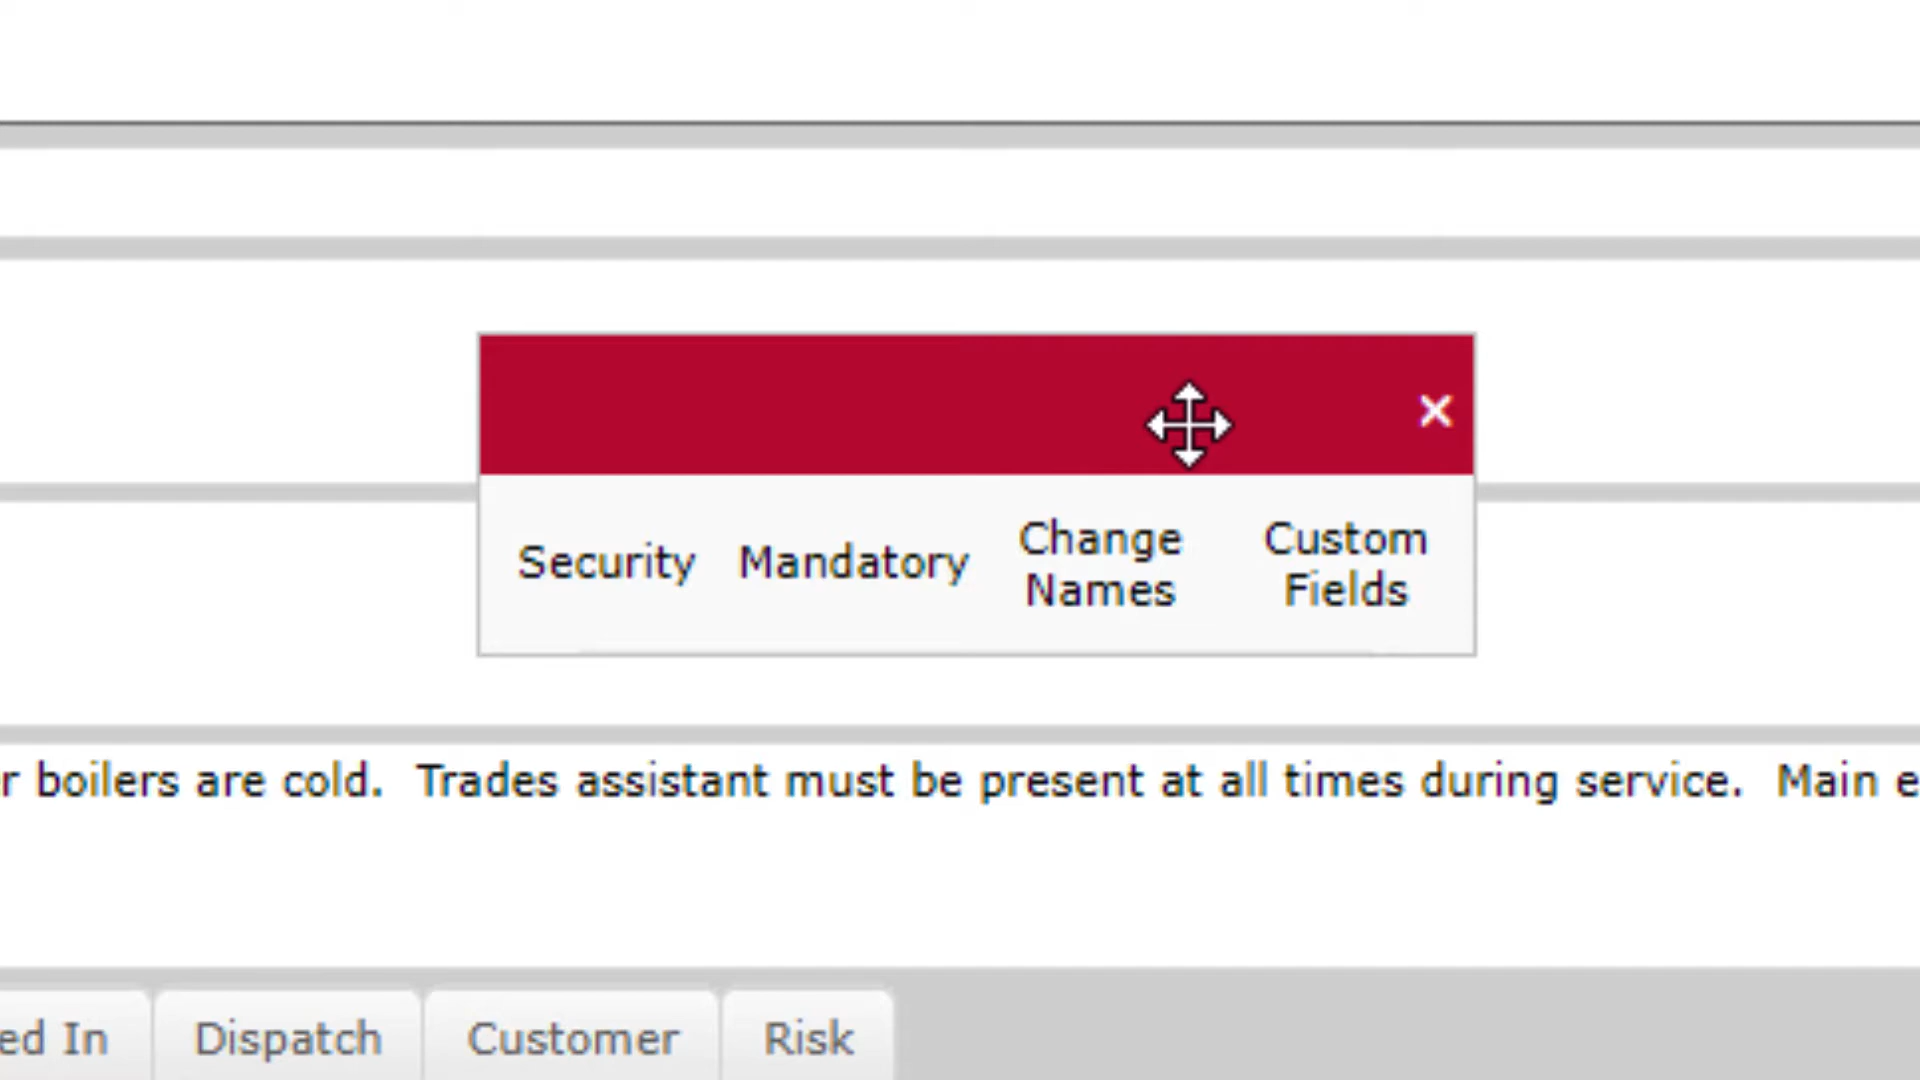 Security Mandatory Change Names Custom Fields
r boilers are cold. Trades assistant must be present at all times during service. Main e
ed In Dispatch Customer Risk